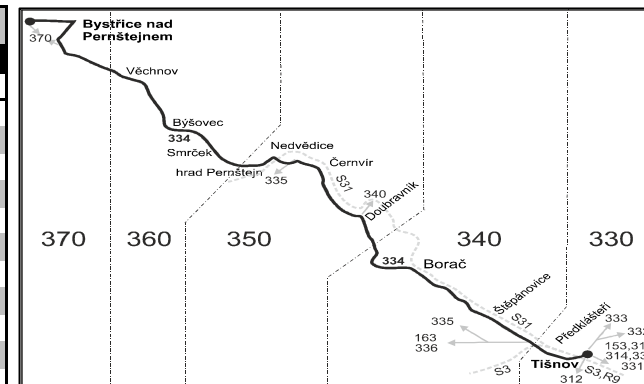 Bystřice nad
Pernštejnem
370
Věchnov
Býšovec
334
Smrček
Nedvědice
hrad Pernštejn
335
Černvír
S31
340
Doubravník
370
360
350
340
330
334
Borač
Štěpánovice
S31
335
163
336
Předklášteří
333
332
153,31
314,33
331
Tišnov
S3
S3,R9
312